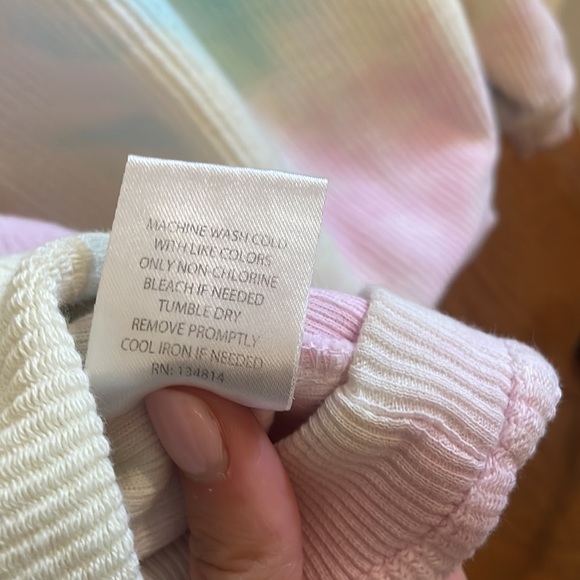 MACHINE WASH COLD
WITH LIKE COLORS
ONLY NON-CHLORINE
BLEACH IF NEEDED
TUMBLE DRY
REMOVE PROMPTLY
COOL IRON IF NEEDED
RN: 134814